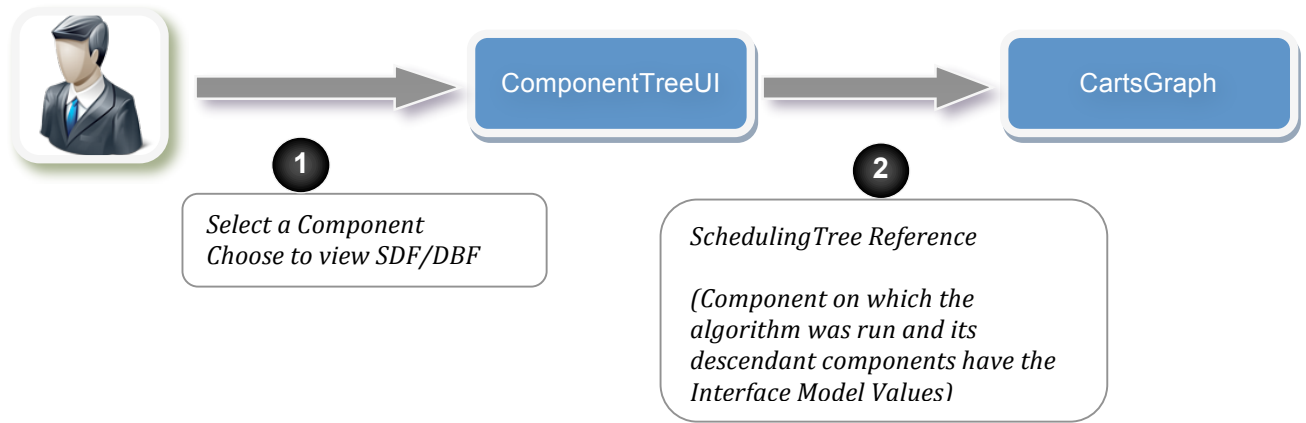 ComponentTreeUI
CartsGraph
1
2
Select a Component
Choose to view SDF/DBF
SchedulingTree Reference
(Component on which the
algorithm was run and its
descendant components have the
Interface Model Values)